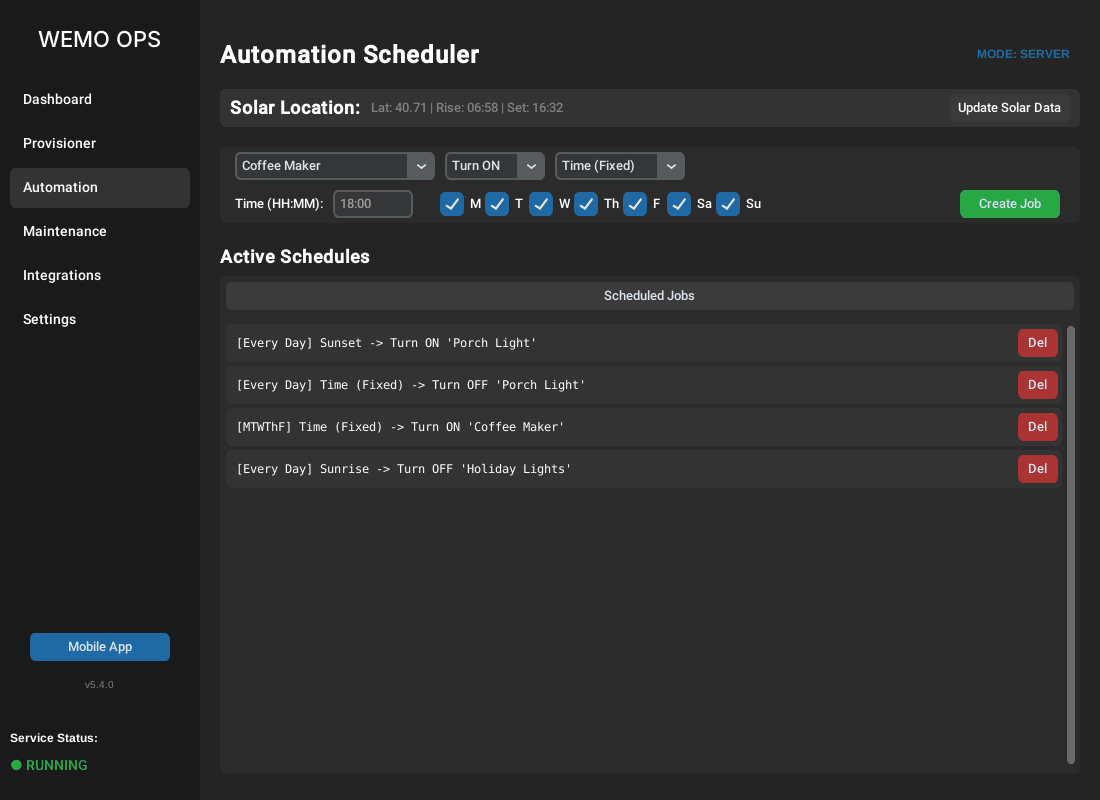 WEMO OPS
Dashboard
Provisioner
Automation
Maintenance
Integrations
Settings
Mobile App
v5.4.0
Service Status:
RUNNING
Automation Scheduler
MODE: SERVER
Solar Location: Lat: 40.71 | Rise: 06:58 | Set: 16:32 Update Solar Data
Coffee Maker Turn ON Time (Fixed)
Time (HH:MM): 18:00 M T W Th F Sa Su Create Job
Active Schedules
Scheduled Jobs
[Every Day] Sunset -> Turn ON 'Porch Light' Del
[Every Day] Time (Fixed) -> Turn OFF 'Porch Light' Del
[MTWThF] Time (Fixed) -> Turn ON 'Coffee Maker' Del
[Every Day] Sunrise -> Turn OFF 'Holiday Lights' Del